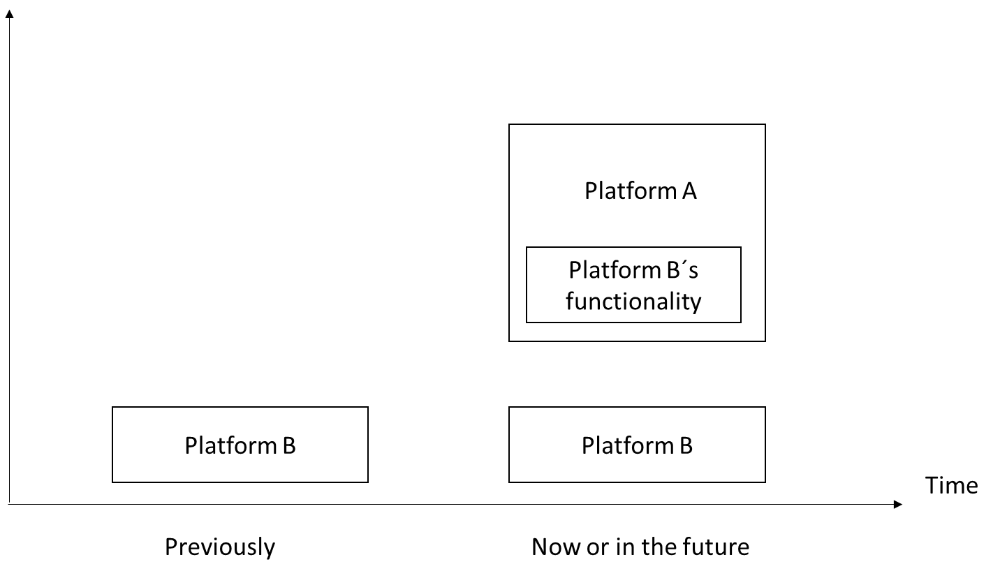 Platform A
Platform B´s
functionality
Platform B
Platform B
Time
Previously
Now or in the future